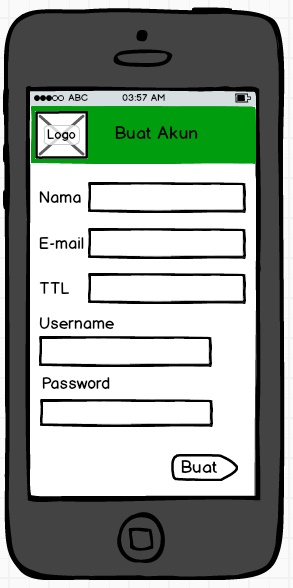 ABC 03:57 AM
Logo Buat Akun
Nama
E-mail
TTL
Username
Password
Buat